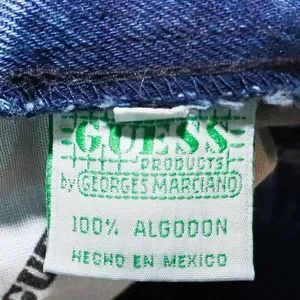 GUESS
PRODUCTS
by GEORGES MARCIANO
100% ALGODON
HECHO EN MEXICO